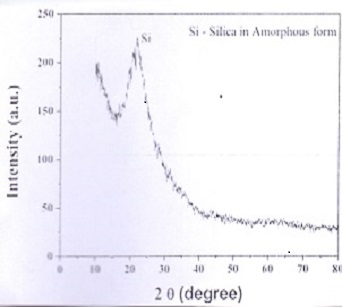 250
Si
Si - Silica in Amorphous form
200
150
100
50
0
0 10 20 30 40 50 60 70 80
Intensity (a.u.)
2 θ (degree)